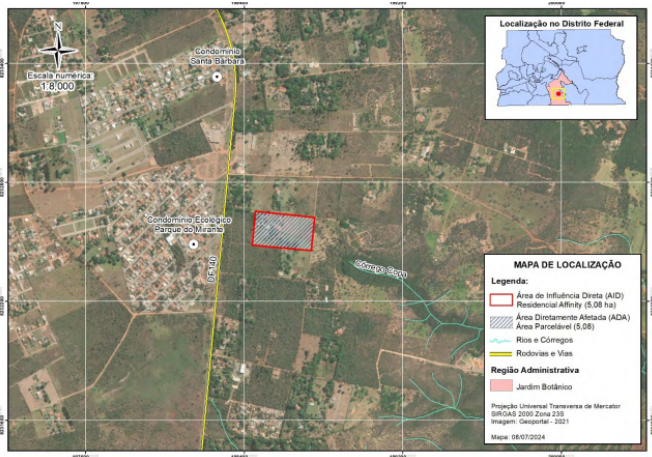 N
Escala numérica:
1:8,000
Condomínio
Santa Bárbara
Condomínio Ecológico
Parque do Mirante
DF 140
Córrego Copa
Localização no Distrito Federal
MAPA DE LOCALIZAÇÃO
Legenda:
Área de Influência Direta (AID)
Residencial Affinity (5,08 ha)
Área Diretamente Afetada (ADA)
Área Parcelável (5,08)
Rios e Córregos
Rodovias e Vias
Região Administrativa
Jardim Botânico
Projeção Universal Transversa de Mercator
SIRGAS 2000 Zona 23S
Imagem: Geoportal - 2021
Mapa: 08/07/2024